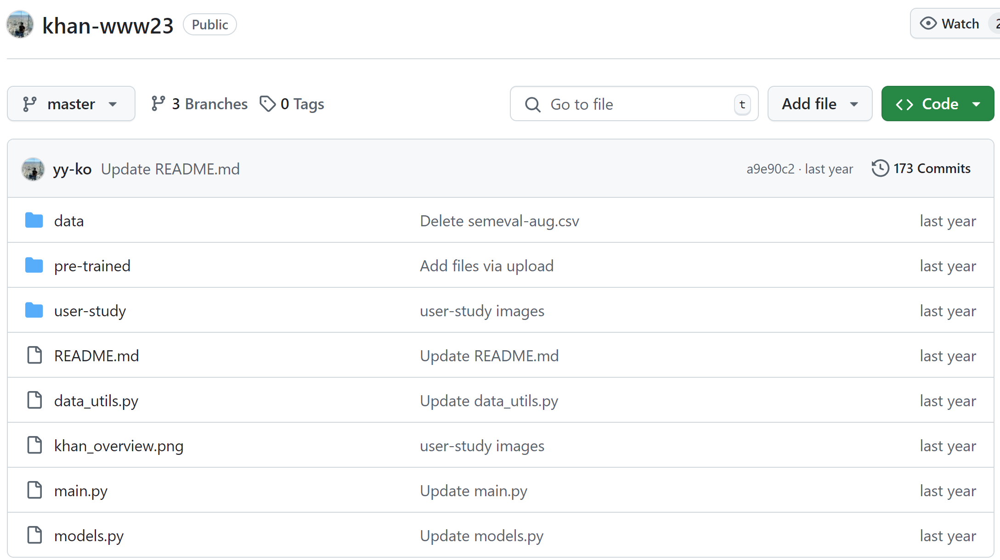 khan-www23 Public Watch 2
master 3 Branches 0 Tags Go to file t Add file Code
yy-ko Update README.md a9e90c2 · last year 173 Commits
data Delete semeval-aug.csv last year
pre-trained Add files via upload last year
user-study user-study images last year
README.md Update README.md last year
data_utils.py Update data_utils.py last year
khan_overview.png user-study images last year
main.py Update main.py last year
models.py Update models.py last year